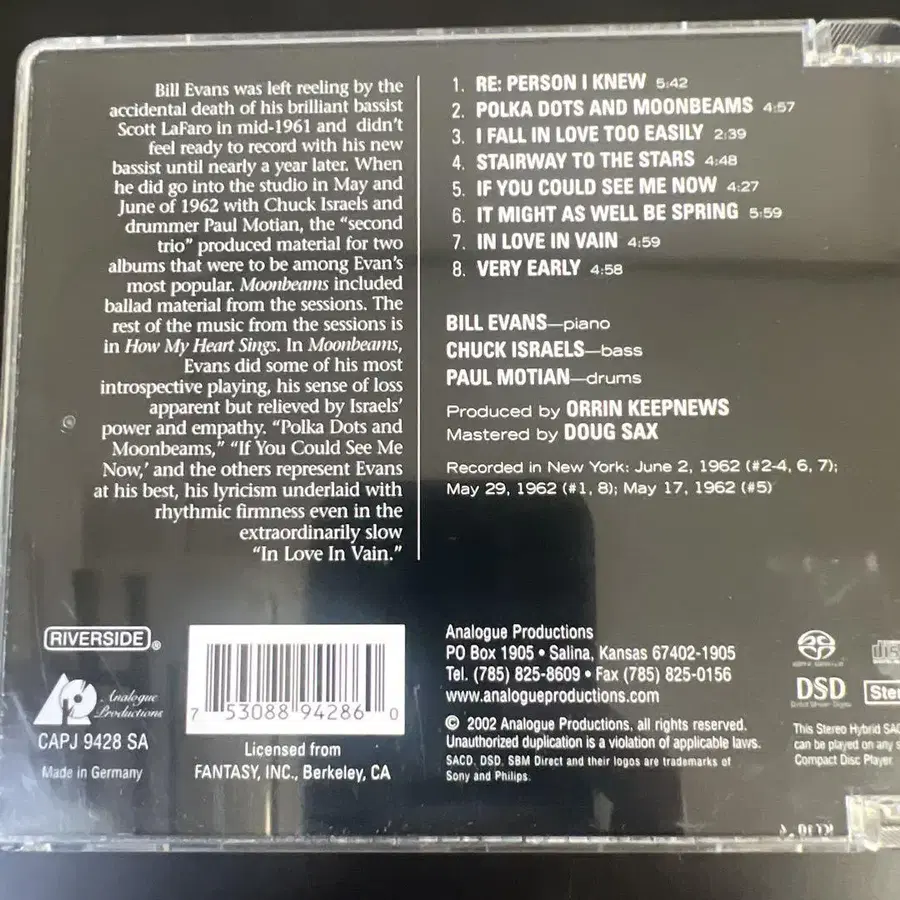 Bill Evans was left reeling by the
accidental death of his brilliant bassist
Scott LaFaro in mid-1961 and didn't
feel ready to record with his new
bassist until nearly a year later. When
he did go into the studio in May and
June of 1962 with Chuck Israels and
drummer Paul Motian, the “second
trio” produced material for two
albums that were to be among Evan's
most popular. Moonbeams included
ballad material from the sessions. The
rest of the music from the sessions is
in How My Heart Sings. In Moonbeams,
Evans did some of his most
introspective playing, his sense of loss
apparent but relieved by Israels'
power and empathy. “Polka Dots and
Moonbeams,” “If You Could See Me
Now,’ and the others represent Evans
at his best, his lyricism underlaid with
rhythmic firmness even in the
extraordinarily slow
“In Love In Vain.”
1. RE: PERSON I KNEW 5:42
2. POLKA DOTS AND MOONBEAMS 4:57
3. I FALL IN LOVE TOO EASILY 2:39
4. STAIRWAY TO THE STARS 4:48
5. IF YOU COULD SEE ME NOW 4:27
6. IT MIGHT AS WELL BE SPRING 5:59
7. IN LOVE IN VAIN 4:59
8. VERY EARLY 4:58
BILL EVANS—piano
CHUCK ISRAELS—bass
PAUL MOTIAN—drums
Produced by ORRIN KEEPNEWS
Mastered by DOUG SAX
Recorded in New York: June 2, 1962 (#2-4, 6, 7);
May 29, 1962 (#1, 8); May 17, 1962 (#5)
RIVERSIDE®
Analogue
Productions
CAPJ 9428 SA
Made in Germany
7 53088 94286 0
Licensed from
FANTASY, INC., Berkeley, CA
Analogue Productions
PO Box 1905 • Salina, Kansas 67402-1905
Tel. (785) 825-8609 • Fax (785) 825-0156
www.analogueproductions.com
© 2002 Analogue Productions, all rights reserved.
Unauthorized duplication is a violation of applicable laws.
SACD, DSD, SBM Direct and their logos are trademarks of
Sony and Philips.
DSD
Direct Stream Digital
This Stereo Hybrid
can be played on any
Compact Disc Player